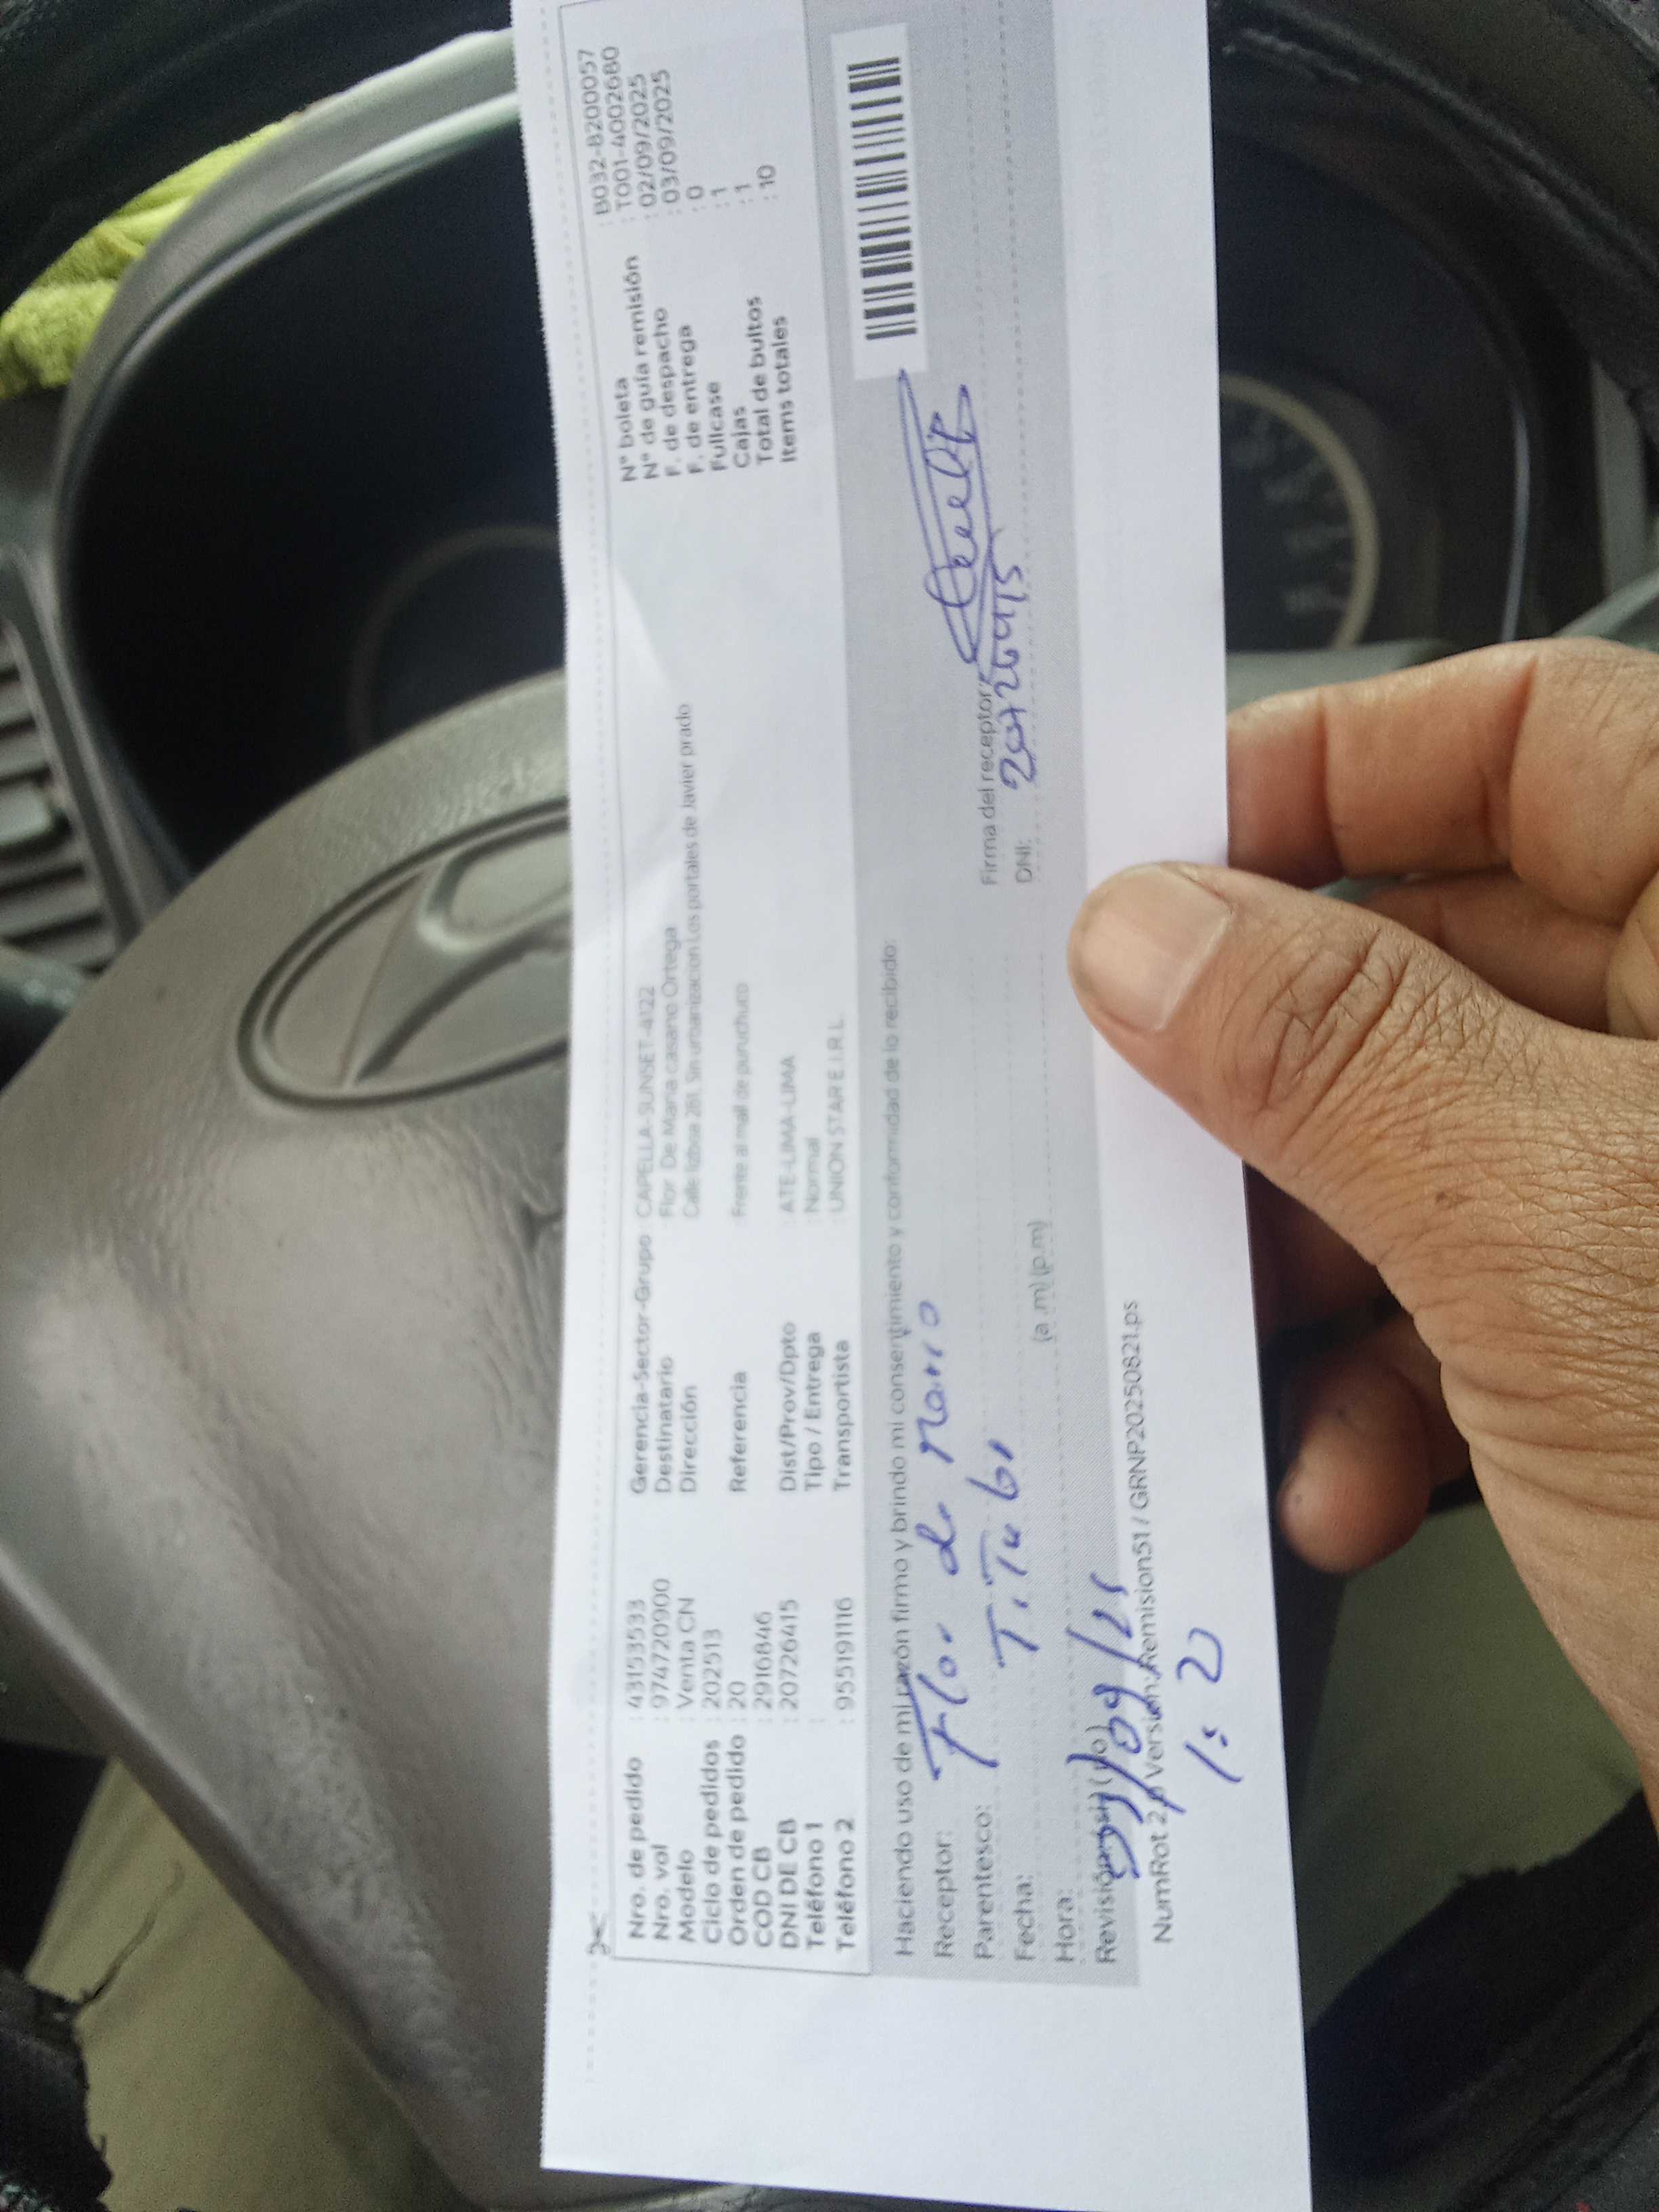 Nro. de pedido : 43153533
Nro. vol : 974720900
Modelo : Venta CN
Ciclo de pedidos : 202513
Orden de pedido : 20
COD CB : 2916846
DNI DE CB : 20726415
Teléfono 1 :
Teléfono 2 : 955191116
Gerencia-Sector-Grupo : CAPELLA-SUNSET-4122
Destinatario : Flor De Maria casano Ortega
Dirección : Calle lisboa 281. Sin urbanizacion Los portales de Javier prado
Referencia : Frente al mall de puruchuco
Dist/Prov/Dpto : ATE-LIMA-LIMA
Tipo / Entrega : Normal
Transportista : UNION STAR E.I.R.L.
N° boleta : B032-8200057
N° de guía remisión : T001-4002680
F. de despacho : 02/09/2025
F. de entrega : 03/09/2025
Fullcase : 0
Cajas : 1
Total de bultos : 1
Items totales : 10
Haciendo uso de mi razón firmo y brindo mi consentimiento y conformidad de lo recibido:
Receptor: Flor de Maria
Parentesco: Titular
Fecha:
Hora: (a .m) (p.m)
Firma del receptor:
DNI: 20726415
NumRot 2.0 Version:Remision51 / GRNP20250821.ps